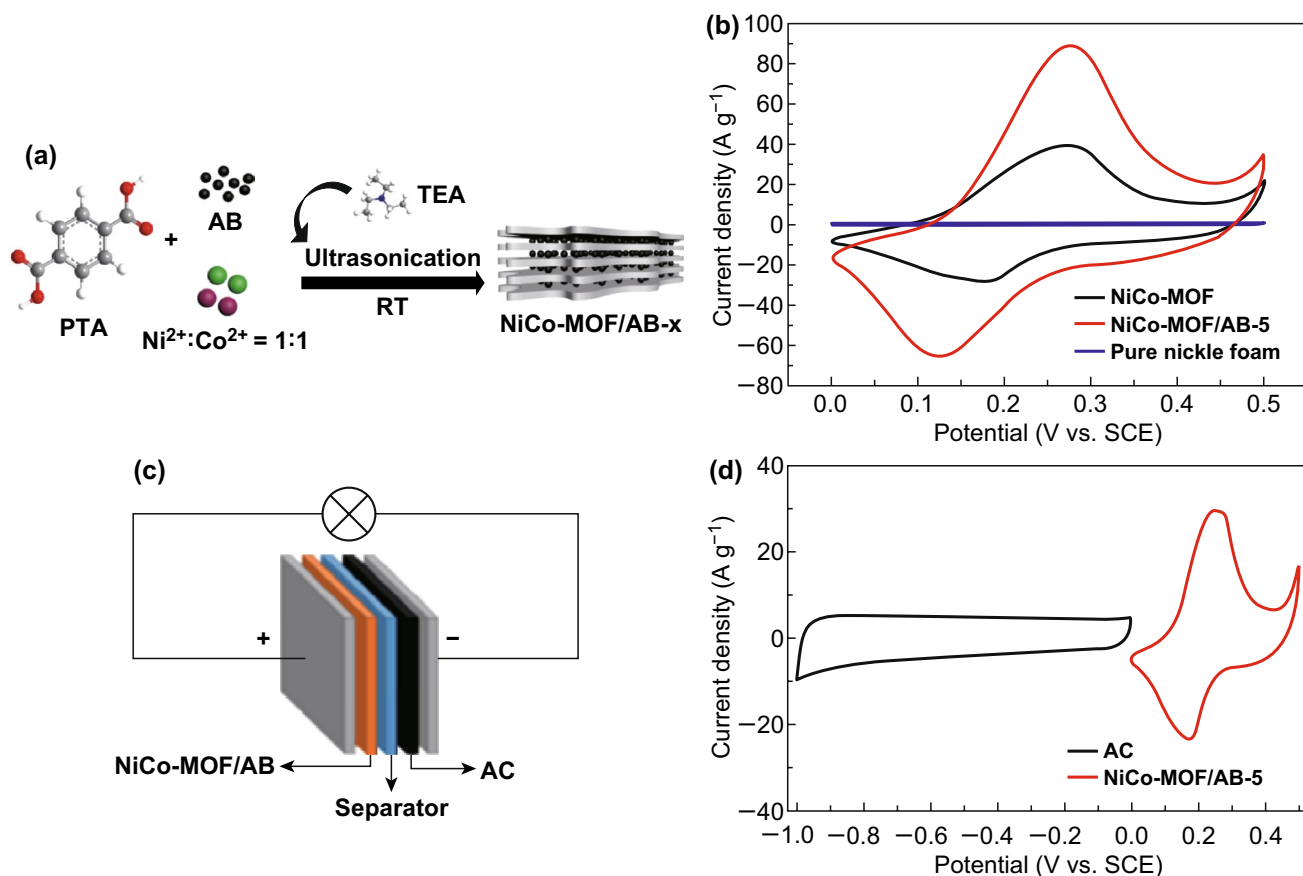 (a)
PTA
+
AB
Ni²⁺:Co²⁺ = 1:1
TEA
Ultrasonication
RT
NiCo-MOF/AB-x
(b)
Current density (A g⁻¹)
100
80
60
40
20
0
−20
−40
−60
−80
NiCo-MOF
NiCo-MOF/AB-5
Pure nickle foam
0.0 0.1 0.2 0.3 0.4 0.5
Potential (V vs. SCE)
(c)
+ −
NiCo-MOF/AB
AC
Separator
(d)
Current density (A g⁻¹)
40
20
0
−20
−40
AC
NiCo-MOF/AB-5
−1.0 −0.8 −0.6 −0.4 −0.2 0.0 0.2 0.4
Potential (V vs. SCE)